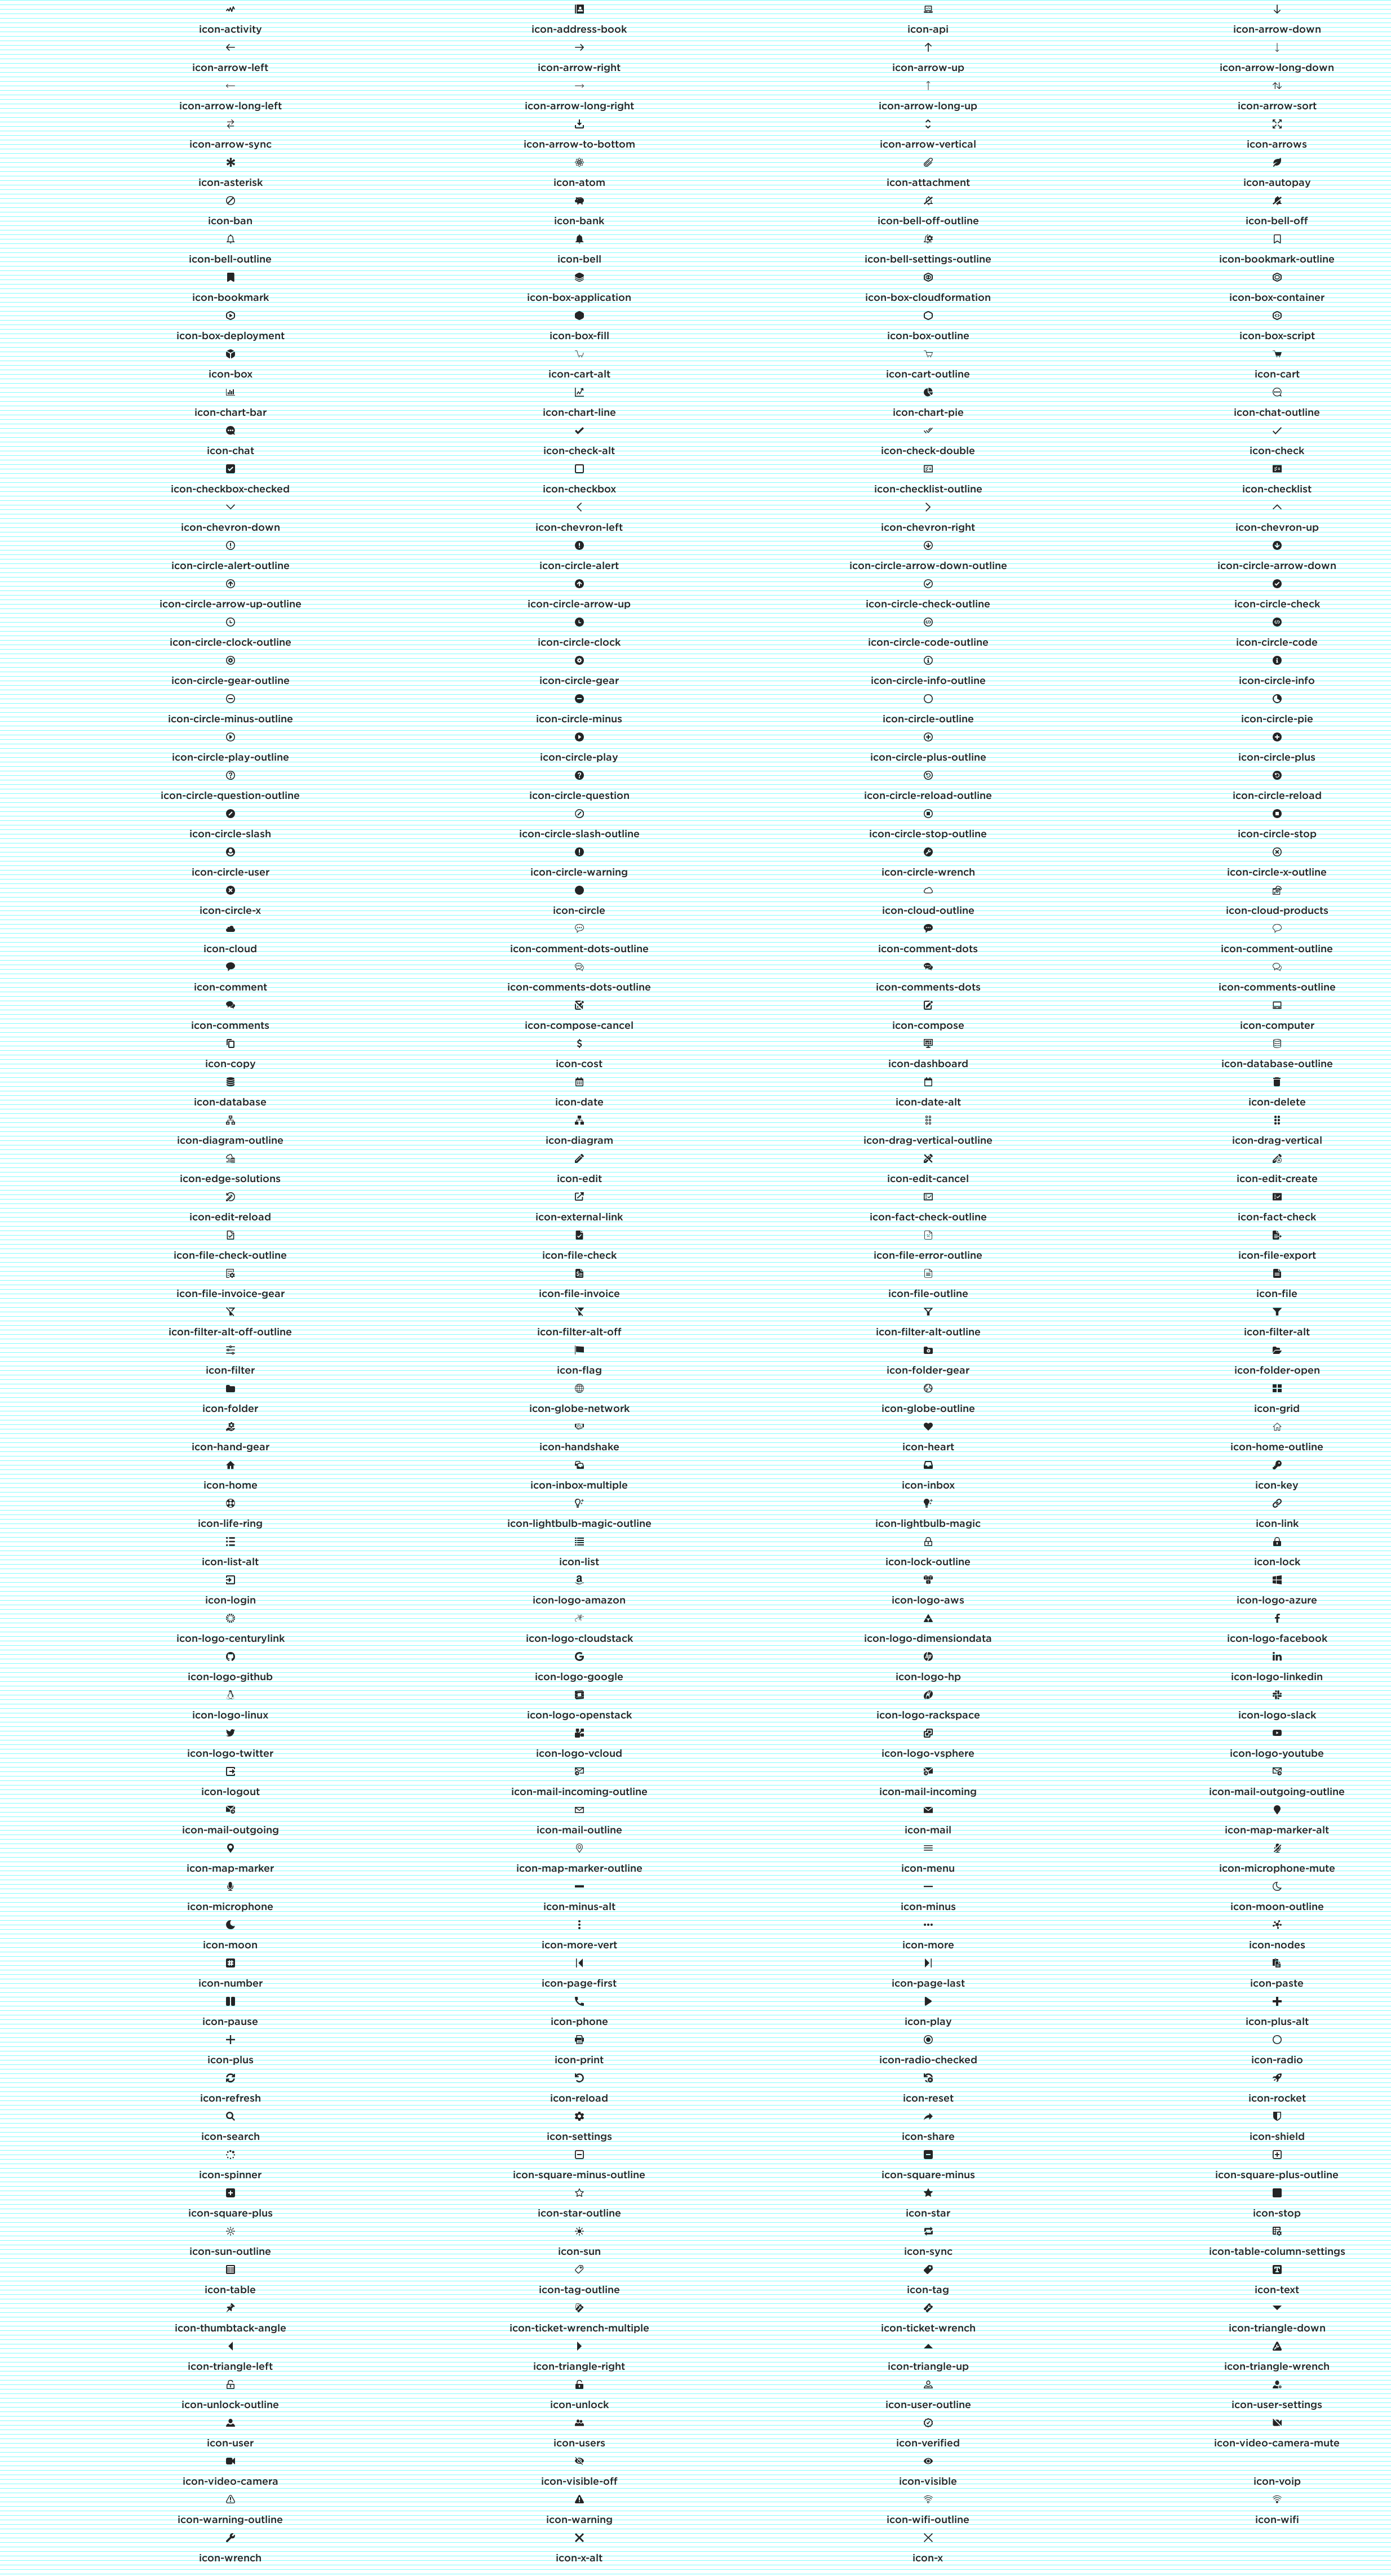 icon-activity icon-address-book icon-api icon-arrow-down
icon-arrow-left icon-arrow-right icon-arrow-up icon-arrow-long-down
icon-arrow-long-left icon-arrow-long-right icon-arrow-long-up icon-arrow-sort
icon-arrow-sync icon-arrow-to-bottom icon-arrow-vertical icon-arrows
icon-asterisk icon-atom icon-attachment icon-autopay
icon-ban icon-bank icon-bell-off-outline icon-bell-off
icon-bell-outline icon-bell icon-bell-settings-outline icon-bookmark-outline
icon-bookmark icon-box-application icon-box-cloudformation icon-box-container
icon-box-deployment icon-box-fill icon-box-outline icon-box-script
icon-box icon-cart-alt icon-cart-outline icon-cart
icon-chart-bar icon-chart-line icon-chart-pie icon-chat-outline
icon-chat icon-check-alt icon-check-double icon-check
icon-checkbox-checked icon-checkbox icon-checklist-outline icon-checklist
icon-chevron-down icon-chevron-left icon-chevron-right icon-chevron-up
icon-circle-alert-outline icon-circle-alert icon-circle-arrow-down-outline icon-circle-arrow-down
icon-circle-arrow-up-outline icon-circle-arrow-up icon-circle-check-outline icon-circle-check
icon-circle-clock-outline icon-circle-clock icon-circle-code-outline icon-circle-code
icon-circle-gear-outline icon-circle-gear icon-circle-info-outline icon-circle-info
icon-circle-minus-outline icon-circle-minus icon-circle-outline icon-circle-pie
icon-circle-play-outline icon-circle-play icon-circle-plus-outline icon-circle-plus
icon-circle-question-outline icon-circle-question icon-circle-reload-outline icon-circle-reload
icon-circle-slash icon-circle-slash-outline icon-circle-stop-outline icon-circle-stop
icon-circle-user icon-circle-warning icon-circle-wrench icon-circle-x-outline
icon-circle-x icon-circle icon-cloud-outline icon-cloud-products
icon-cloud icon-comment-dots-outline icon-comment-dots icon-comment-outline
icon-comment icon-comments-dots-outline icon-comments-dots icon-comments-outline
icon-comments icon-compose-cancel icon-compose icon-computer
icon-copy icon-cost icon-dashboard icon-database-outline
icon-database icon-date icon-date-alt icon-delete
icon-diagram-outline icon-diagram icon-drag-vertical-outline icon-drag-vertical
icon-edge-solutions icon-edit icon-edit-cancel icon-edit-create
icon-edit-reload icon-external-link icon-fact-check-outline icon-fact-check
icon-file-check-outline icon-file-check icon-file-error-outline icon-file-export
icon-file-invoice-gear icon-file-invoice icon-file-outline icon-file
icon-filter-alt-off-outline icon-filter-alt-off icon-filter-alt-outline icon-filter-alt
icon-filter icon-flag icon-folder-gear icon-folder-open
icon-folder icon-globe-network icon-globe-outline icon-grid
icon-hand-gear icon-handshake icon-heart icon-home-outline
icon-home icon-inbox-multiple icon-inbox icon-key
icon-life-ring icon-lightbulb-magic-outline icon-lightbulb-magic icon-link
icon-list-alt icon-list icon-lock-outline icon-lock
icon-login icon-logo-amazon icon-logo-aws icon-logo-azure
icon-logo-centurylink icon-logo-cloudstack icon-logo-dimensiondata icon-logo-facebook
icon-logo-github icon-logo-google icon-logo-hp icon-logo-linkedin
icon-logo-linux icon-logo-openstack icon-logo-rackspace icon-logo-slack
icon-logo-twitter icon-logo-vcloud icon-logo-vsphere icon-logo-youtube
icon-logout icon-mail-incoming-outline icon-mail-incoming icon-mail-outgoing-outline
icon-mail-outgoing icon-mail-outline icon-mail icon-map-marker-alt
icon-map-marker icon-map-marker-outline icon-menu icon-microphone-mute
icon-microphone icon-minus-alt icon-minus icon-moon-outline
icon-moon icon-more-vert icon-more icon-nodes
icon-number icon-page-first icon-page-last icon-paste
icon-pause icon-phone icon-play icon-plus-alt
icon-plus icon-print icon-radio-checked icon-radio
icon-refresh icon-reload icon-reset icon-rocket
icon-search icon-settings icon-share icon-shield
icon-spinner icon-square-minus-outline icon-square-minus icon-square-plus-outline
icon-square-plus icon-star-outline icon-star icon-stop
icon-sun-outline icon-sun icon-sync icon-table-column-settings
icon-table icon-tag-outline icon-tag icon-text
icon-thumbtack-angle icon-ticket-wrench-multiple icon-ticket-wrench icon-triangle-down
icon-triangle-left icon-triangle-right icon-triangle-up icon-triangle-wrench
icon-unlock-outline icon-unlock icon-user-outline icon-user-settings
icon-user icon-users icon-verified icon-video-camera-mute
icon-video-camera icon-visible-off icon-visible icon-voip
icon-warning-outline icon-warning icon-wifi-outline icon-wifi
icon-wrench icon-x-alt icon-x